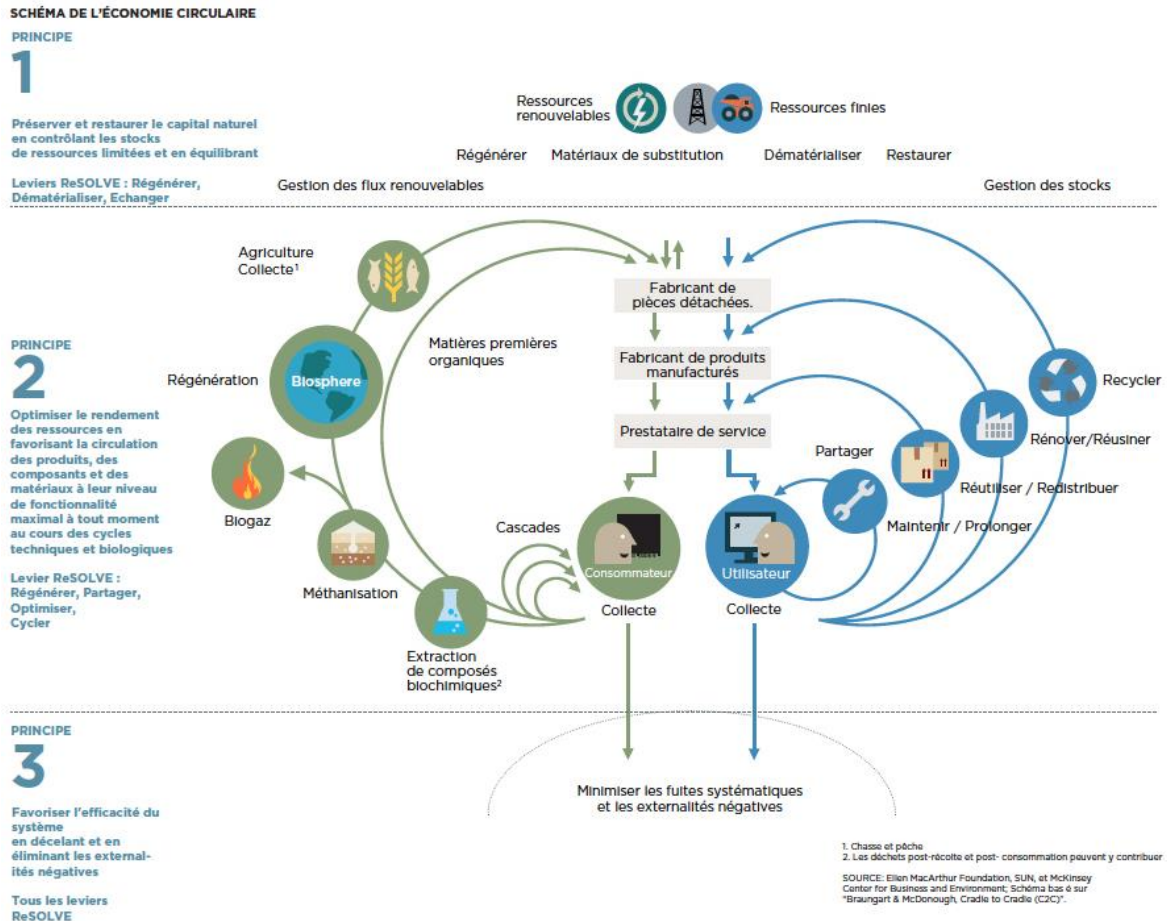 SCHÉMA DE L'ÉCONOMIE CIRCULAIRE
PRINCIPE
1
Préserver et restaurer le capital naturel
en contrôlant les stocks
de ressources limitées et en équilibrant
Leviers ReSOLVE : Régénérer,
Dématérialiser, Echanger
Ressources
renouvelables
Ressources finies
Régénérer
Matériaux de substitution
Dématérialiser
Restaurer
Gestion des flux renouvelables
Gestion des stocks
PRINCIPE
2
Optimiser le rendement
des ressources en
favorisant la circulation
des produits, des
composants et des
matériaux à leur niveau
de fonctionnalité
maximal à tout moment
au cours des cycles
techniques et biologiques
Levier ReSOLVE :
Régénérer, Partager,
Optimiser,
Cycler
Agriculture
Collecte¹
Régénération
Biosphere
Biogaz
Méthanisation
Extraction
de composés
biochimiques²
Matières premières
organiques
Cascades
Fabricant de
pièces détachées.
Fabricant de produits
manufacturés
Prestataire de service
Consommateur
Collecte
Utilisateur
Collecte
Partager
Maintenir / Prolonger
Réutiliser / Redistribuer
Rénover/Réusiner
Recycler
PRINCIPE
3
Favoriser l'efficacité du
système
en décelant et en
éliminant les external-
ités négatives
Tous les leviers
ReSOLVE
Minimiser les fuites systématiques
et les externalités négatives
1. Chasse et pêche
2. Les déchets post-récolte et post- consommation peuvent y contribuer
SOURCE: Ellen MacArthur Foundation, SUN, et McKinsey
Center for Business and Environment; Schéma bas é sur
"Braungart & McDonough, Cradle to Cradle (C2C)".